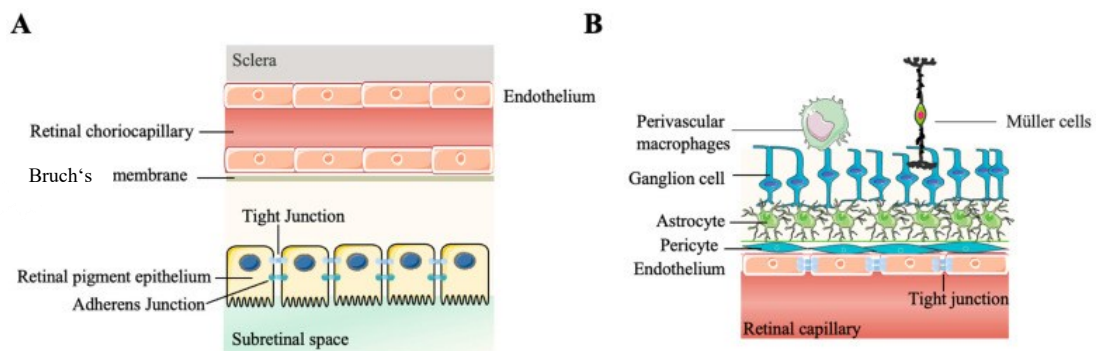 A
Sclera
Endothelium
Retinal choriocapillary
Bruch‘s membrane
Tight Junction
Retinal pigment epithelium
Adherens Junction
Subretinal space
B
Perivascular
macrophages
Müller cells
Ganglion cell
Astrocyte
Pericyte
Endothelium
Tight junction
Retinal capillary